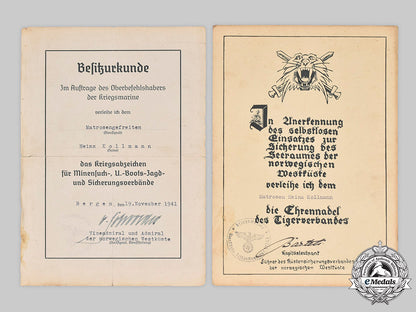 Besitzurkunde
Im Auftrage des Oberbefehlshabers
der Kriegsmarine
verleihe ich dem
Matrosengefreiten
Heinz Kollmann
das Kriegsabzeichen
für Minensuch-, U.-Boots-Jagd-
und Sicherungsverbände
Bergen, den 19. November 1941
Vizeadmiral und Admiral
der norwegischen Westküste
In Anerkennung
des selbstlosen
Einsatzes zur
Sicherung des
Seeraumes der
norwegischen
Westküste
verleihe ich dem
Matrosen Heinz Kollmann
die Ehrennadel
des Tigerverbandes
Kapitänleutnant
Führer des Küstensicherungsverbandes
der norwegischen Westküste
eMedals